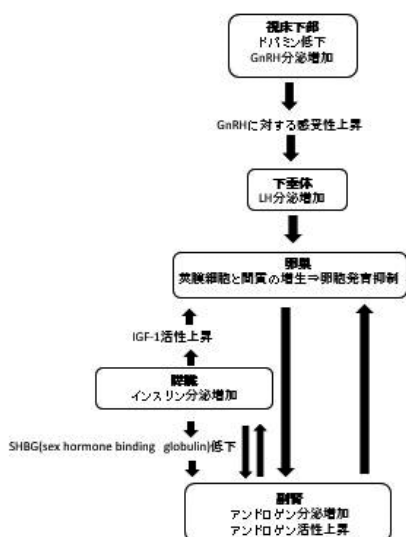 視床下部
ドパミン低下
GnRH分泌増加
GnRHに対する感受性上昇
下垂体
LH分泌増加
卵巣
莢膜細胞と間質の増生⇒卵胞発育抑制
IGF-1活性上昇
膵臓
インスリン分泌増加
SHBG(sex hormone binding globulin)低下
副腎
アンドロゲン分泌増加
アンドロゲン活性上昇